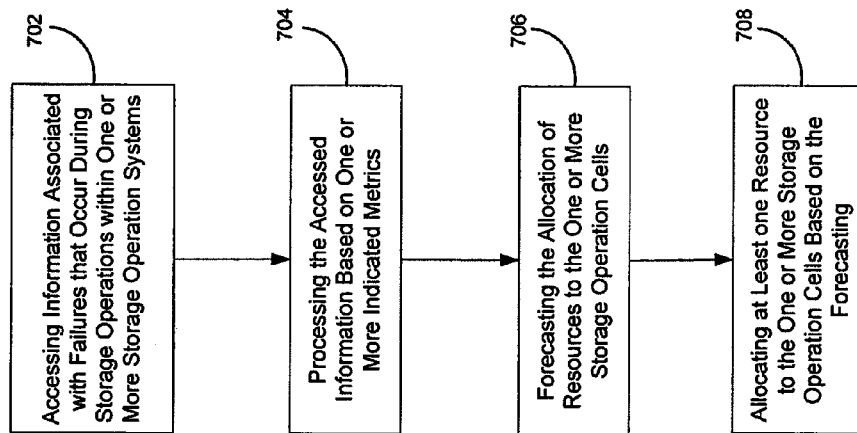 702
Accessing Information Associated
with Failures that Occur During
Storage Operations within One or
More Storage Operation Systems
704
Processing the Accessed
Information Based on One or
More Indicated Metrics
706
Forecasting the Allocation of
Resources to the One or More
Storage Operation Cells
708
Allocating at Least one Resource
to the One or More Storage
Operation Cells Based on the
Forecasting